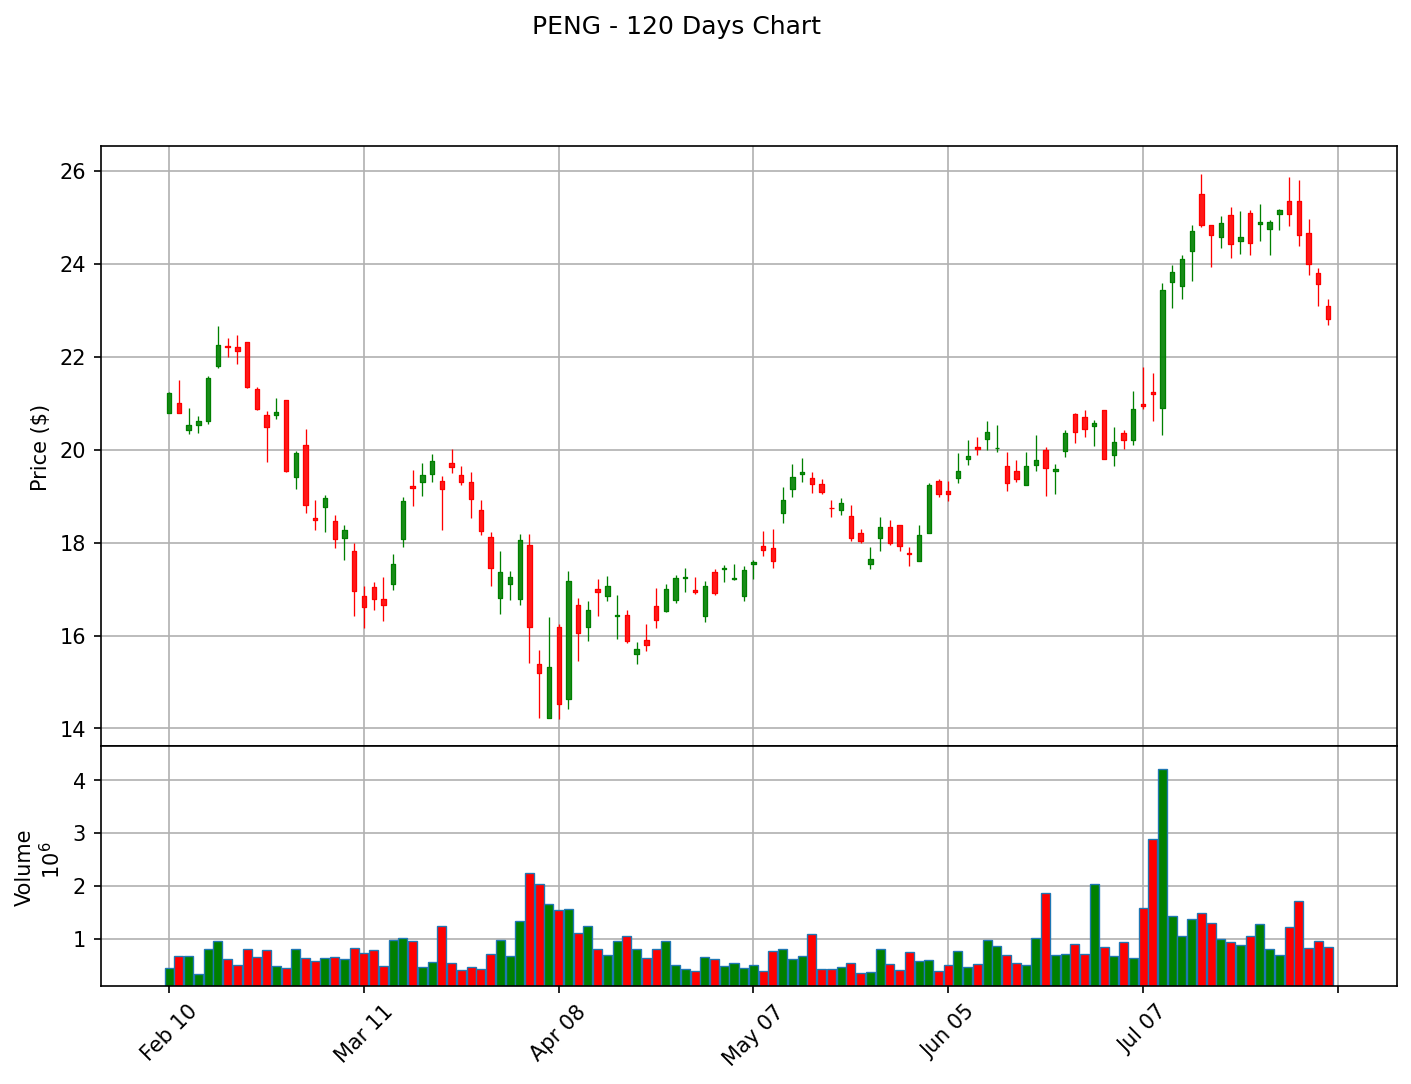 PENG - 120 Days Chart
Price ($)
26
24
22
20
18
16
14
Volume
10⁶
4
3
2
1
Feb 10
Mar 11
Apr 08
May 07
Jun 05
Jul 07